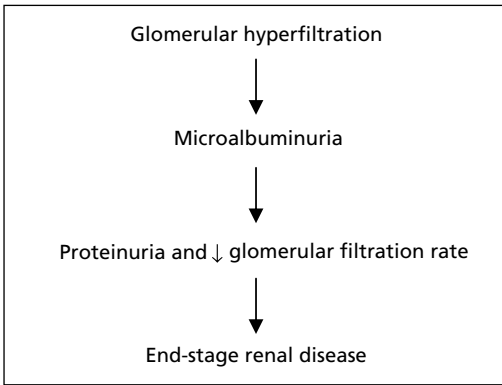 Glomerular hyperfiltration
Microalbuminuria
Proteinuria and ↓ glomerular filtration rate
End-stage renal disease